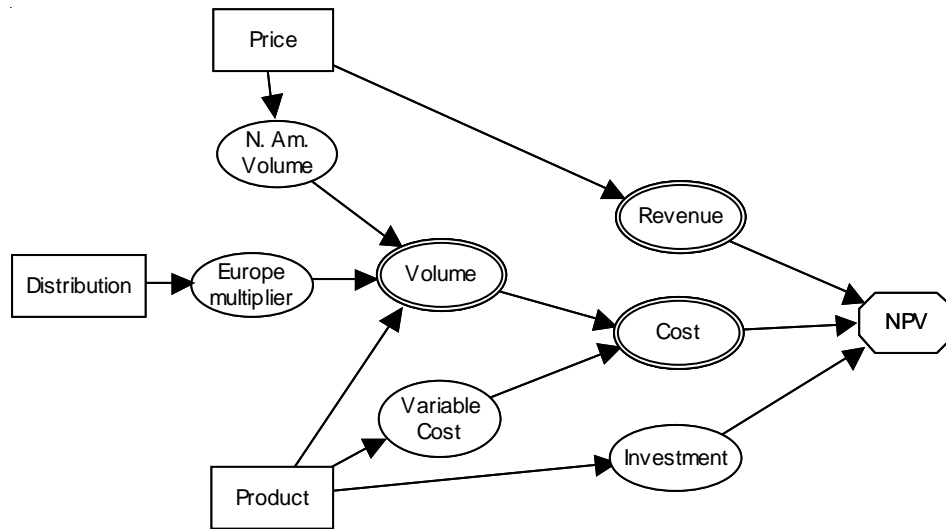 Price
N. Am.
Volume
Revenue
Distribution
Europe
multiplier
Volume
Cost
NPV
Variable
Cost
Investment
Product